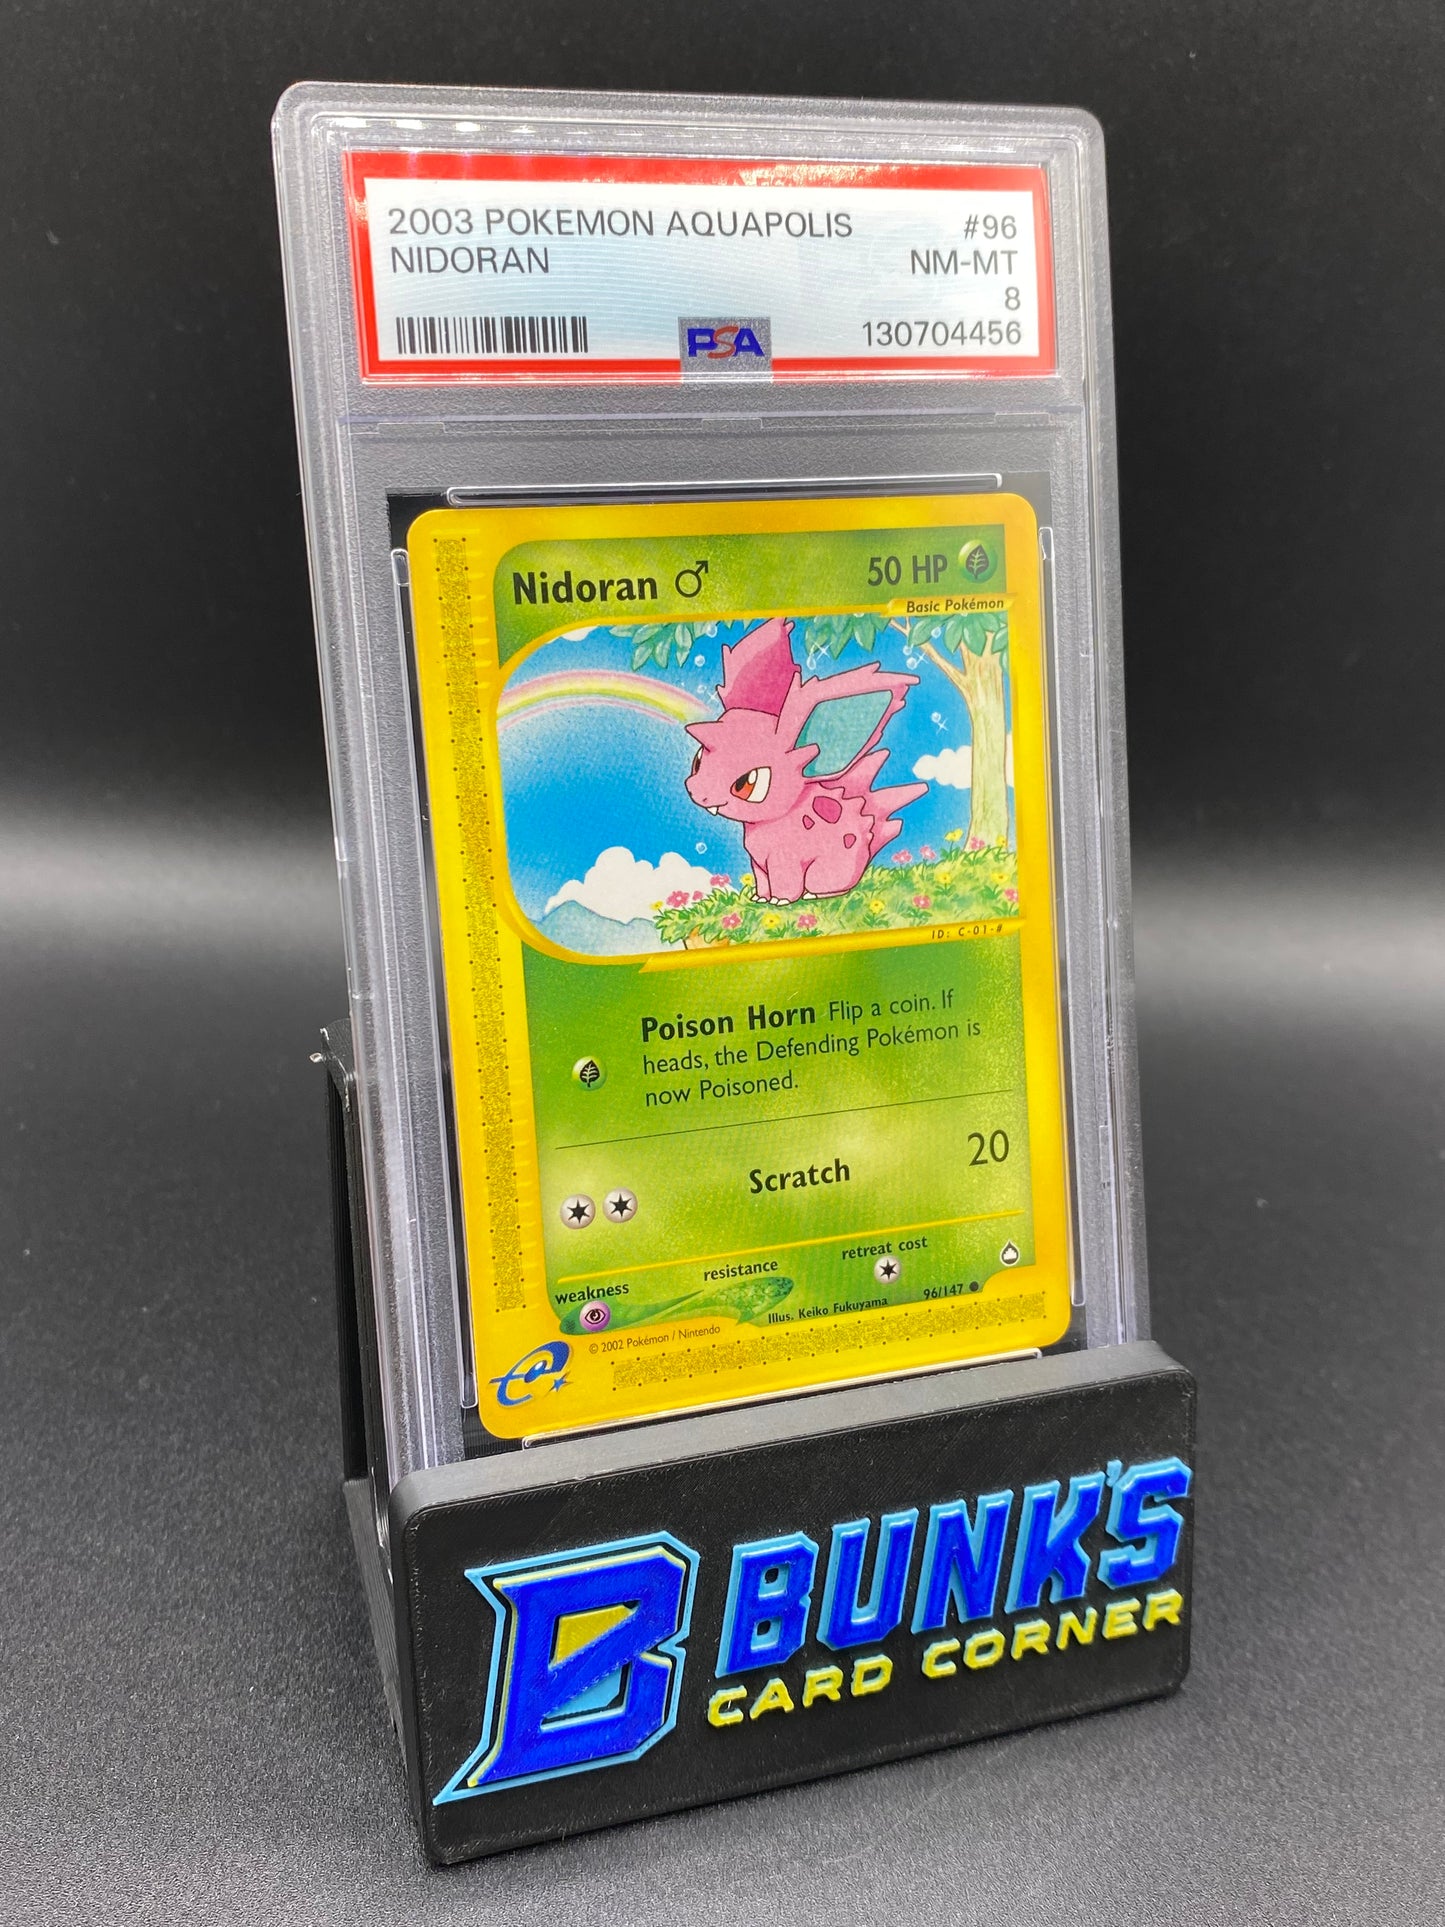 2003 POKEMON AQUAPOLIS #96
NIDORAN NM-MT
8
PSA 130704456
Nidoran ♂ 50 HP
Basic Pokémon
ID: C-01-#
Poison Horn Flip a coin. If
heads, the Defending Pokémon is
now Poisoned.
Scratch 20
weakness resistance retreat cost
Illus. Keiko Fukuyama 96/147 ●
© 2002 Pokémon / Nintendo
e
B BUNK'S
CARD CORNER